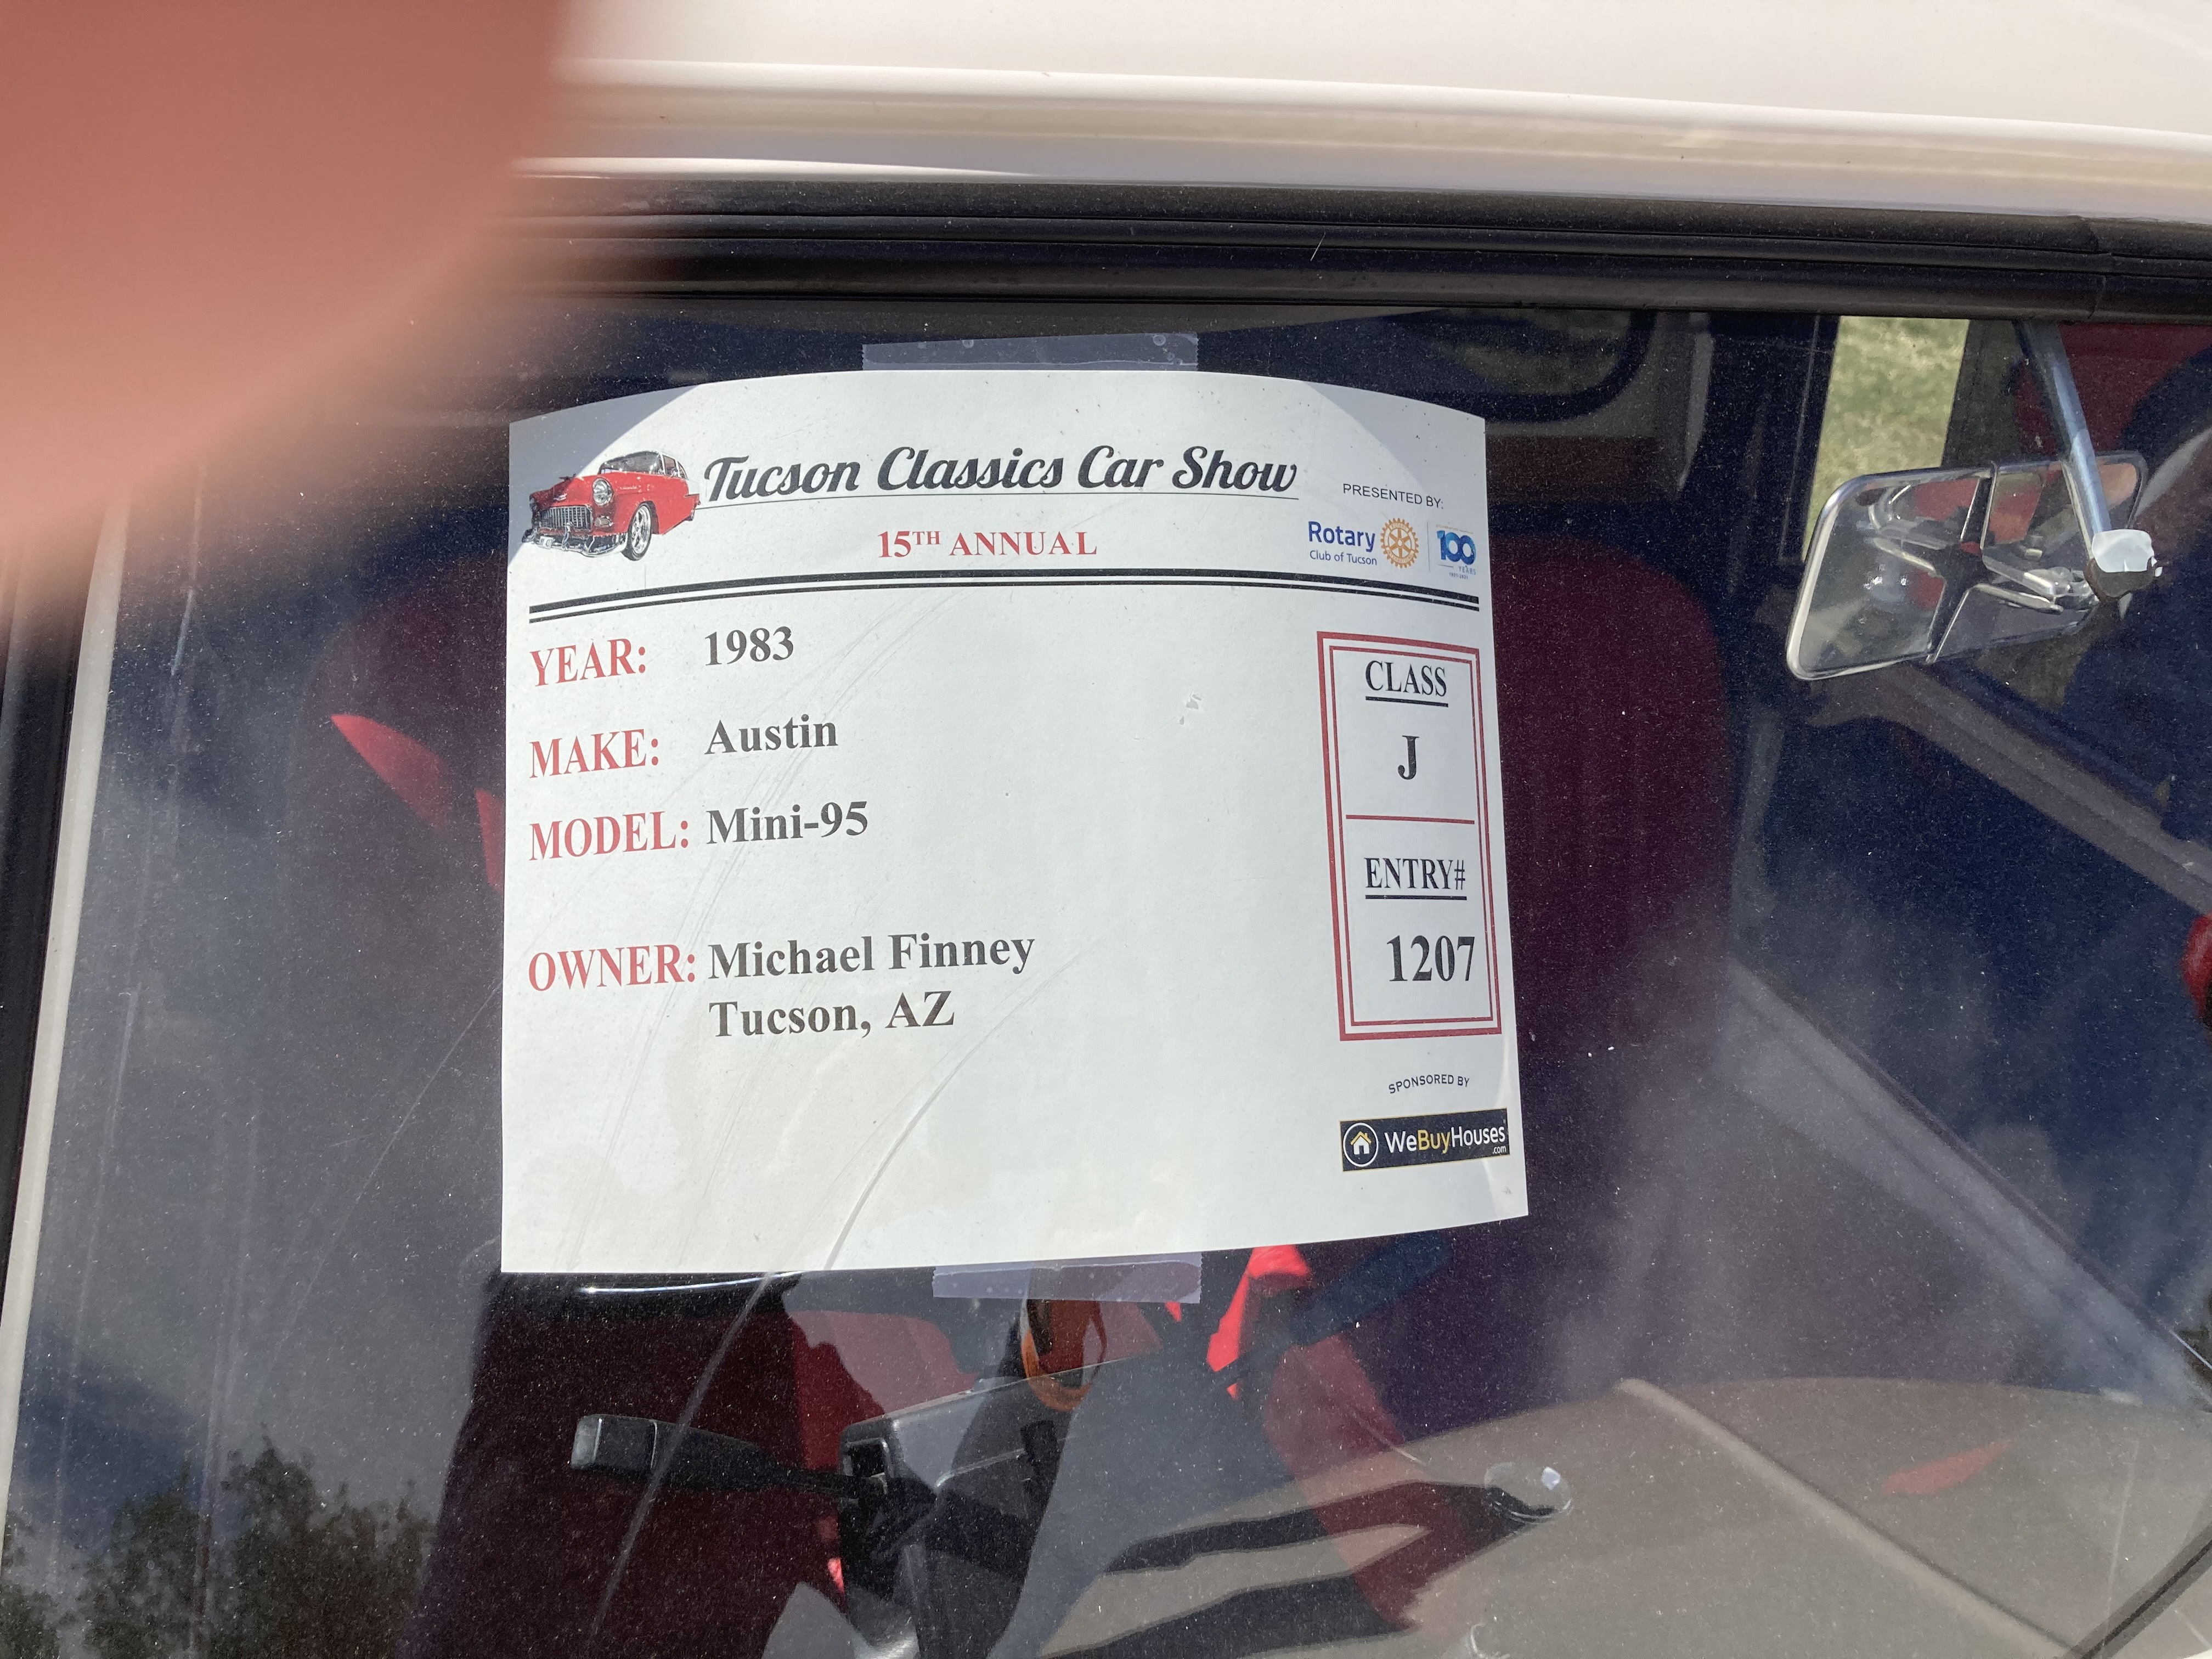 Tucson Classics Car Show
15TH ANNUAL
PRESENTED BY:
Rotary
Club of Tucson
100
YEARS
YEAR: 1983
MAKE: Austin
MODEL: Mini-95
OWNER: Michael Finney
Tucson, AZ
CLASS
J
ENTRY#
1207
SPONSORED BY
WeBuyHouses
.com